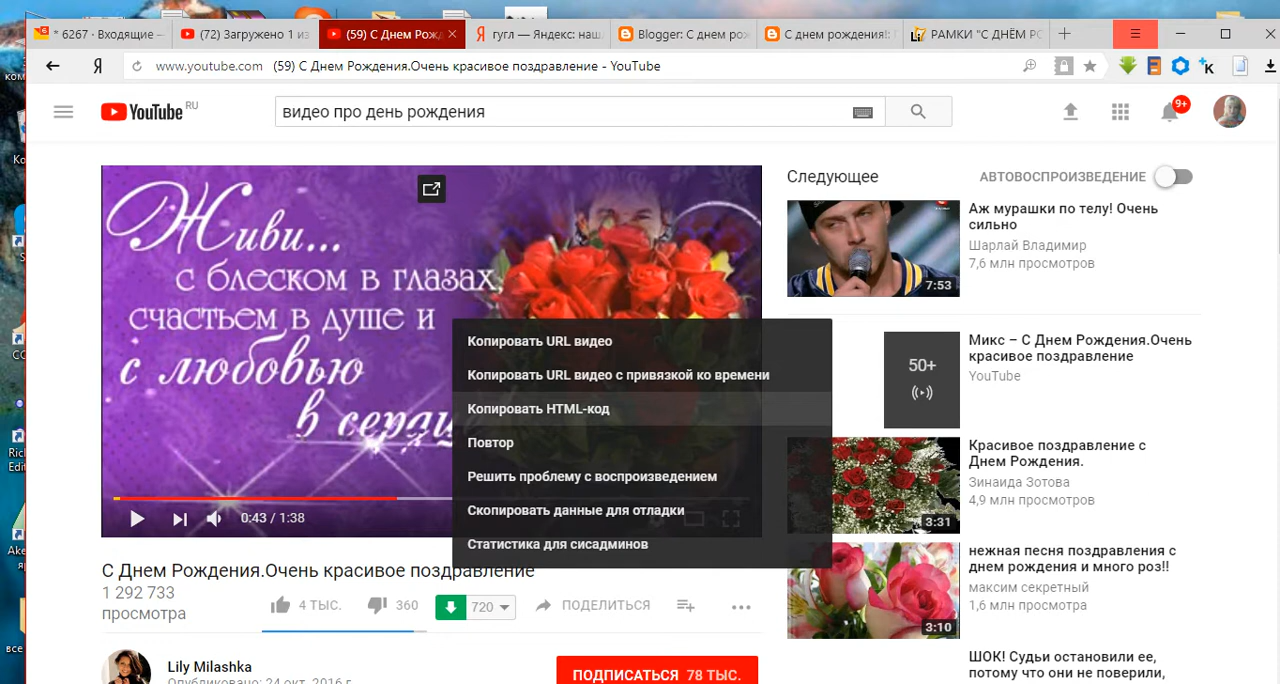 * 6267 · Входящие –
(72) Загружено 1 из
(59) С Днем Рожд
гугл — Яндекс: наш
Blogger: С днем рож
С днем рождения!:
РАМКИ "С ДНЁМ РО
Я
www.youtube.com (59) С Днем Рождения.Очень красивое поздравление - YouTube
YouTube RU
видео про день рождения
9+
Живи...
с блеском в глазах,
счастьем в душе и
с любовью
в серд
Копировать URL видео
Копировать URL видео с привязкой ко времени
Копировать HTML-код
Повтор
Решить проблему с воспроизведением
Скопировать данные для отладки
Статистика для сисадминов
0:43 / 1:38
С Днем Рождения.Очень красивое поздравление
1 292 733
просмотра
4 ТЫС.
360
720
ПОДЕЛИТЬСЯ
Lily Milashka
Опубликовано: 24 окт. 2016 г.
ПОДПИСАТЬСЯ 78 ТЫС.
Следующее
АВТОВОСПРОИЗВЕДЕНИЕ
Аж мурашки по телу! Очень
сильно
Шарлай Владимир
7,6 млн просмотров
7:53
50+
Микс – С Днем Рождения.Очень
красивое поздравление
YouTube
Красивое поздравление с
Днем Рождения.
Зинаида Зотова
4,9 млн просмотров
3:31
нежная песня поздравления с
днем рождения и много роз!!
максим секретный
1,6 млн просмотров
3:10
ШОК! Судьи остановили ее,
потому что они не поверили,